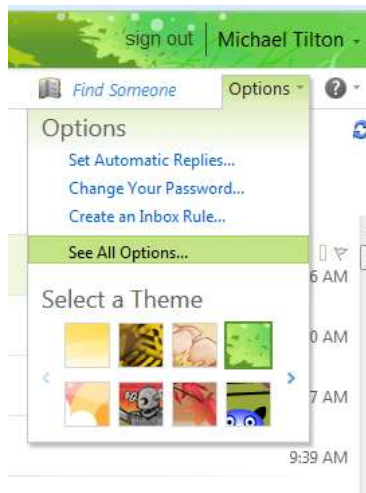 sign out | Michael Tilton
Find Someone Options
Options
Set Automatic Replies...
Change Your Password...
Create an Inbox Rule...
See All Options...
6 AM
Select a Theme
0 AM
7 AM
9:39 AM